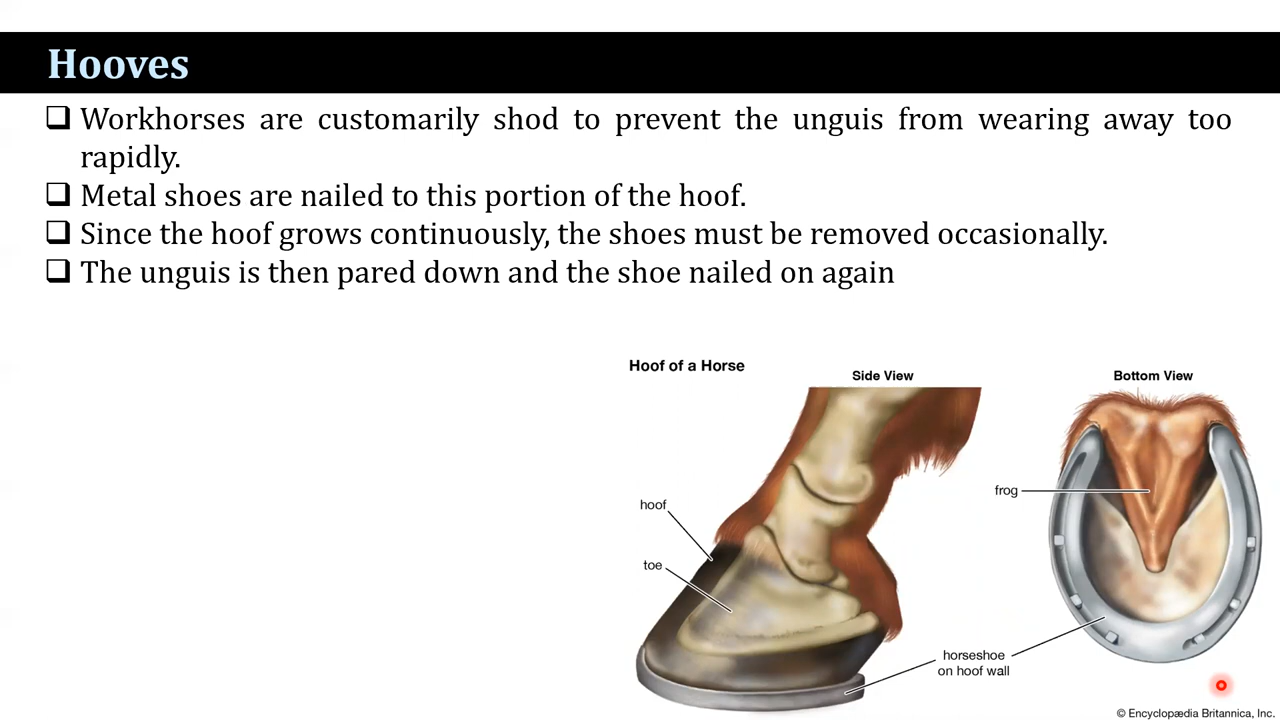 Hooves
❑ Workhorses are customarily shod to prevent the unguis from wearing away too
rapidly.
❑ Metal shoes are nailed to this portion of the hoof.
❑ Since the hoof grows continuously, the shoes must be removed occasionally.
❑ The unguis is then pared down and the shoe nailed on again
Hoof of a Horse
Side View
Bottom View
hoof
toe
frog
horseshoe
on hoof wall
© Encyclopædia Britannica, Inc.